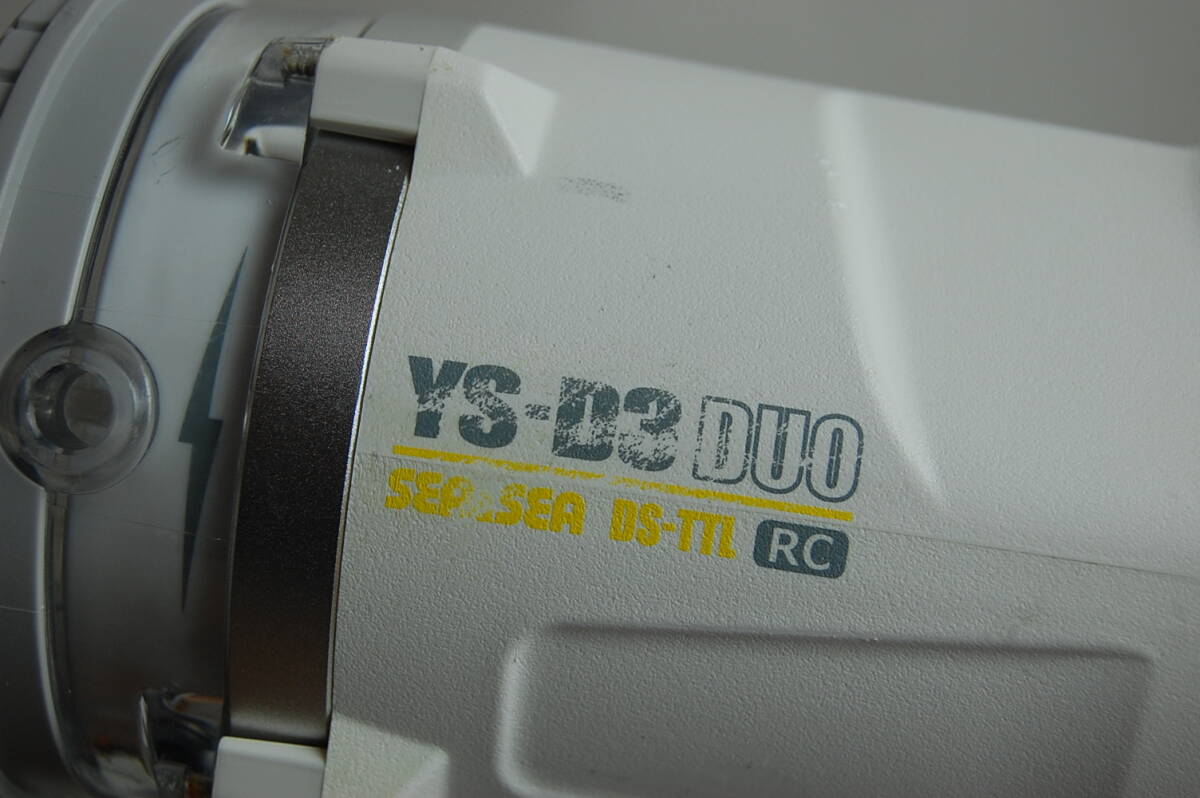 YS-D3 DUO
SEA&SEA DS-TTL RC